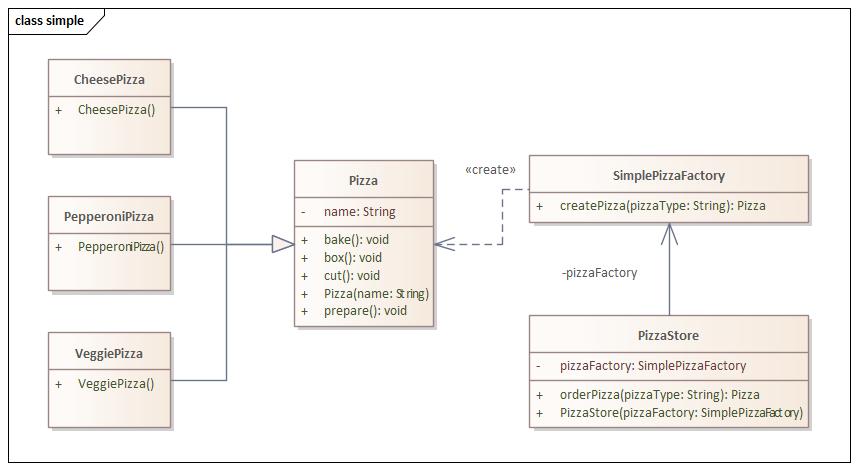 class simple
CheesePizza
+ CheesePizza()
PepperoniPizza
+ PepperoniPizza()
VeggiePizza
+ VeggiePizza()
Pizza
- name: String
+ bake(): void
+ box(): void
+ cut(): void
+ Pizza(name: String)
+ prepare(): void
«create»
SimplePizzaFactory
+ createPizza(pizzaType: String): Pizza
-pizzaFactory
PizzaStore
- pizzaFactory: SimplePizzaFactory
+ orderPizza(pizzaType: String): Pizza
+ PizzaStore(pizzaFactory: SimplePizzaFactory)